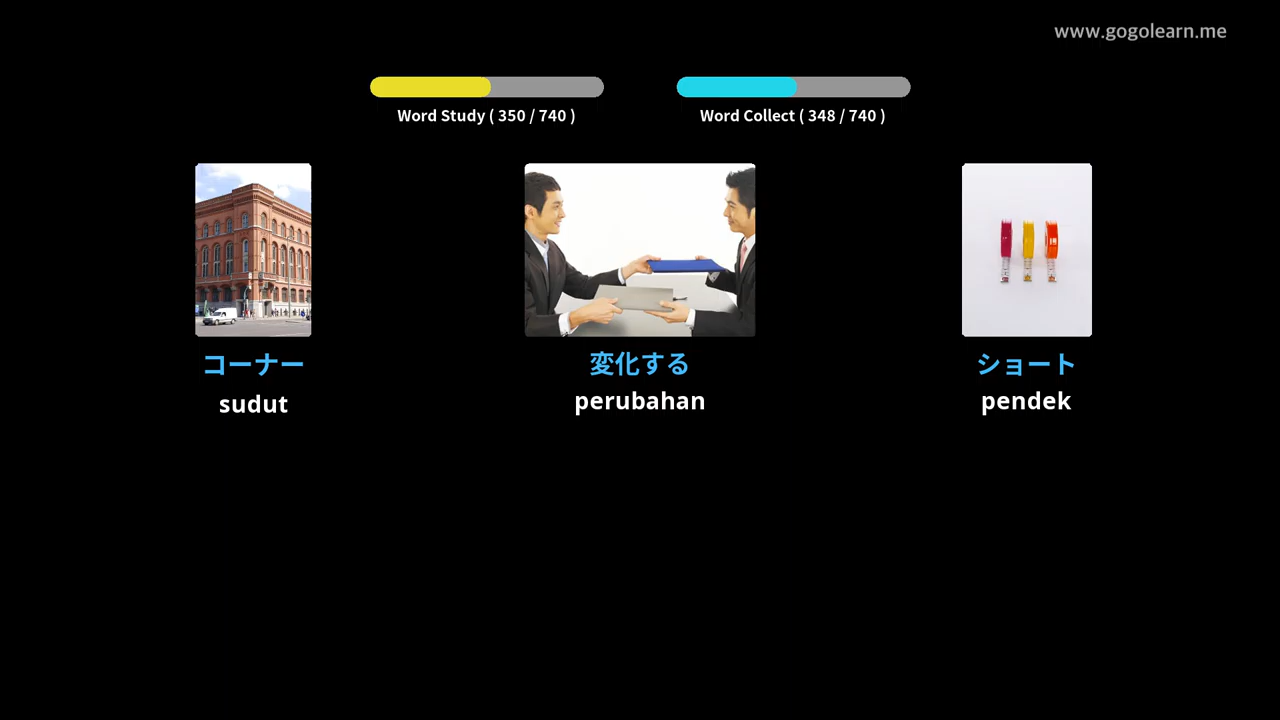 www.gogolearn.me
Word Study ( 350 / 740 )
Word Collect ( 348 / 740 )
コーナー
sudut
変化する
perubahan
ショート
pendek